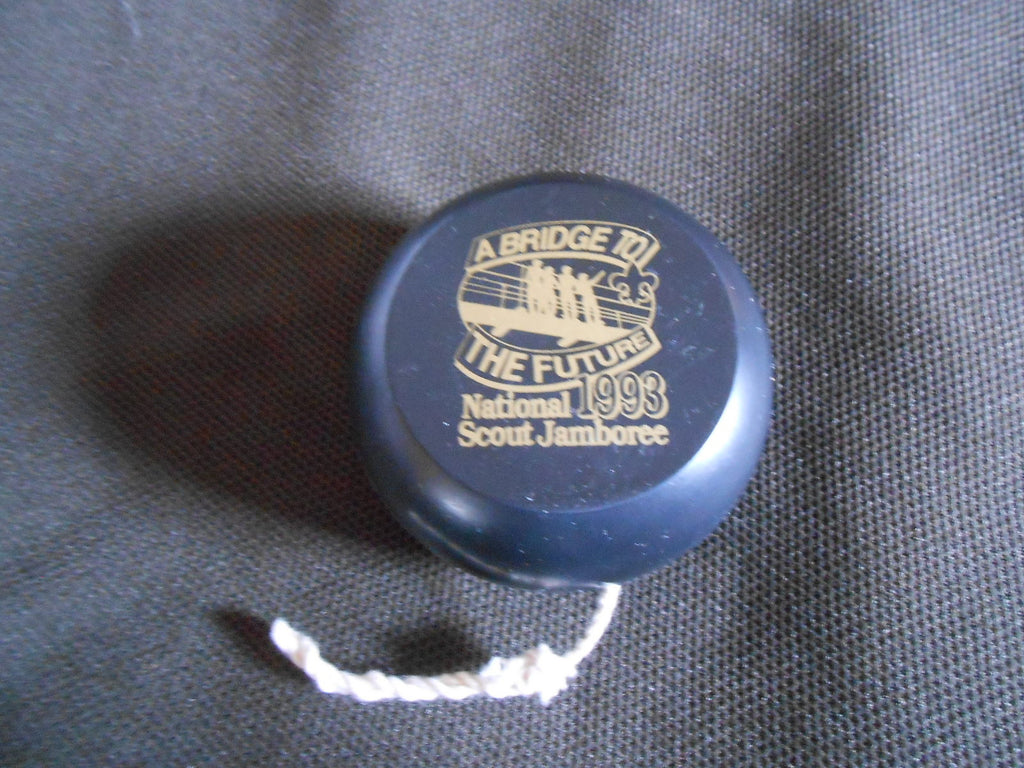 A BRIDGE TO
THE FUTURE
National 1993
Scout Jamboree